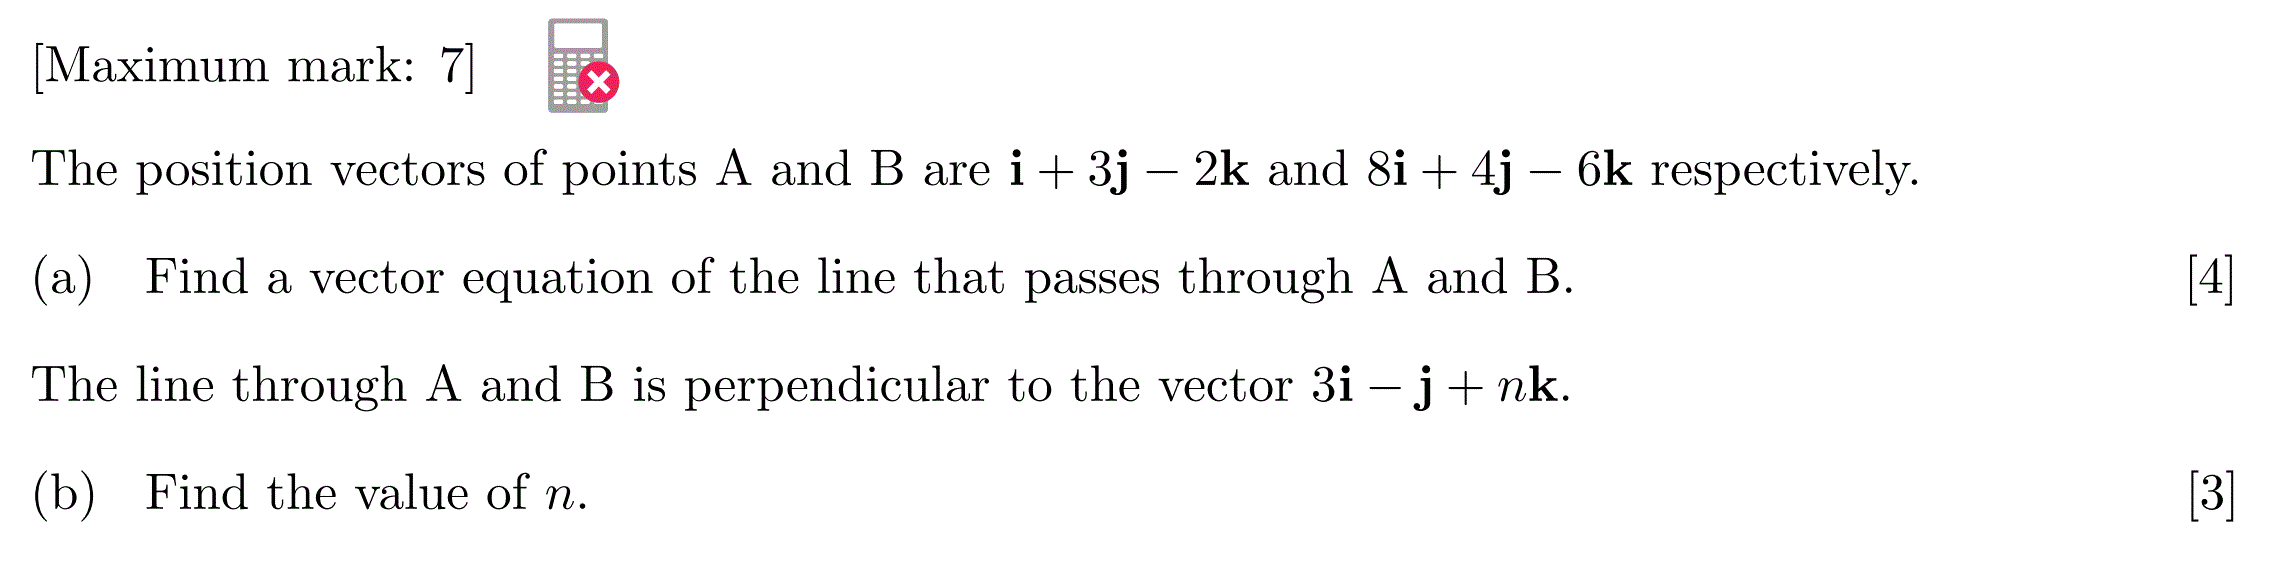 [Maximum mark: 7]
The position vectors of points A and B are i + 3j − 2k and 8i + 4j − 6k respectively.
(a) Find a vector equation of the line that passes through A and B. [4]
The line through A and B is perpendicular to the vector 3i − j + nk.
(b) Find the value of n. [3]